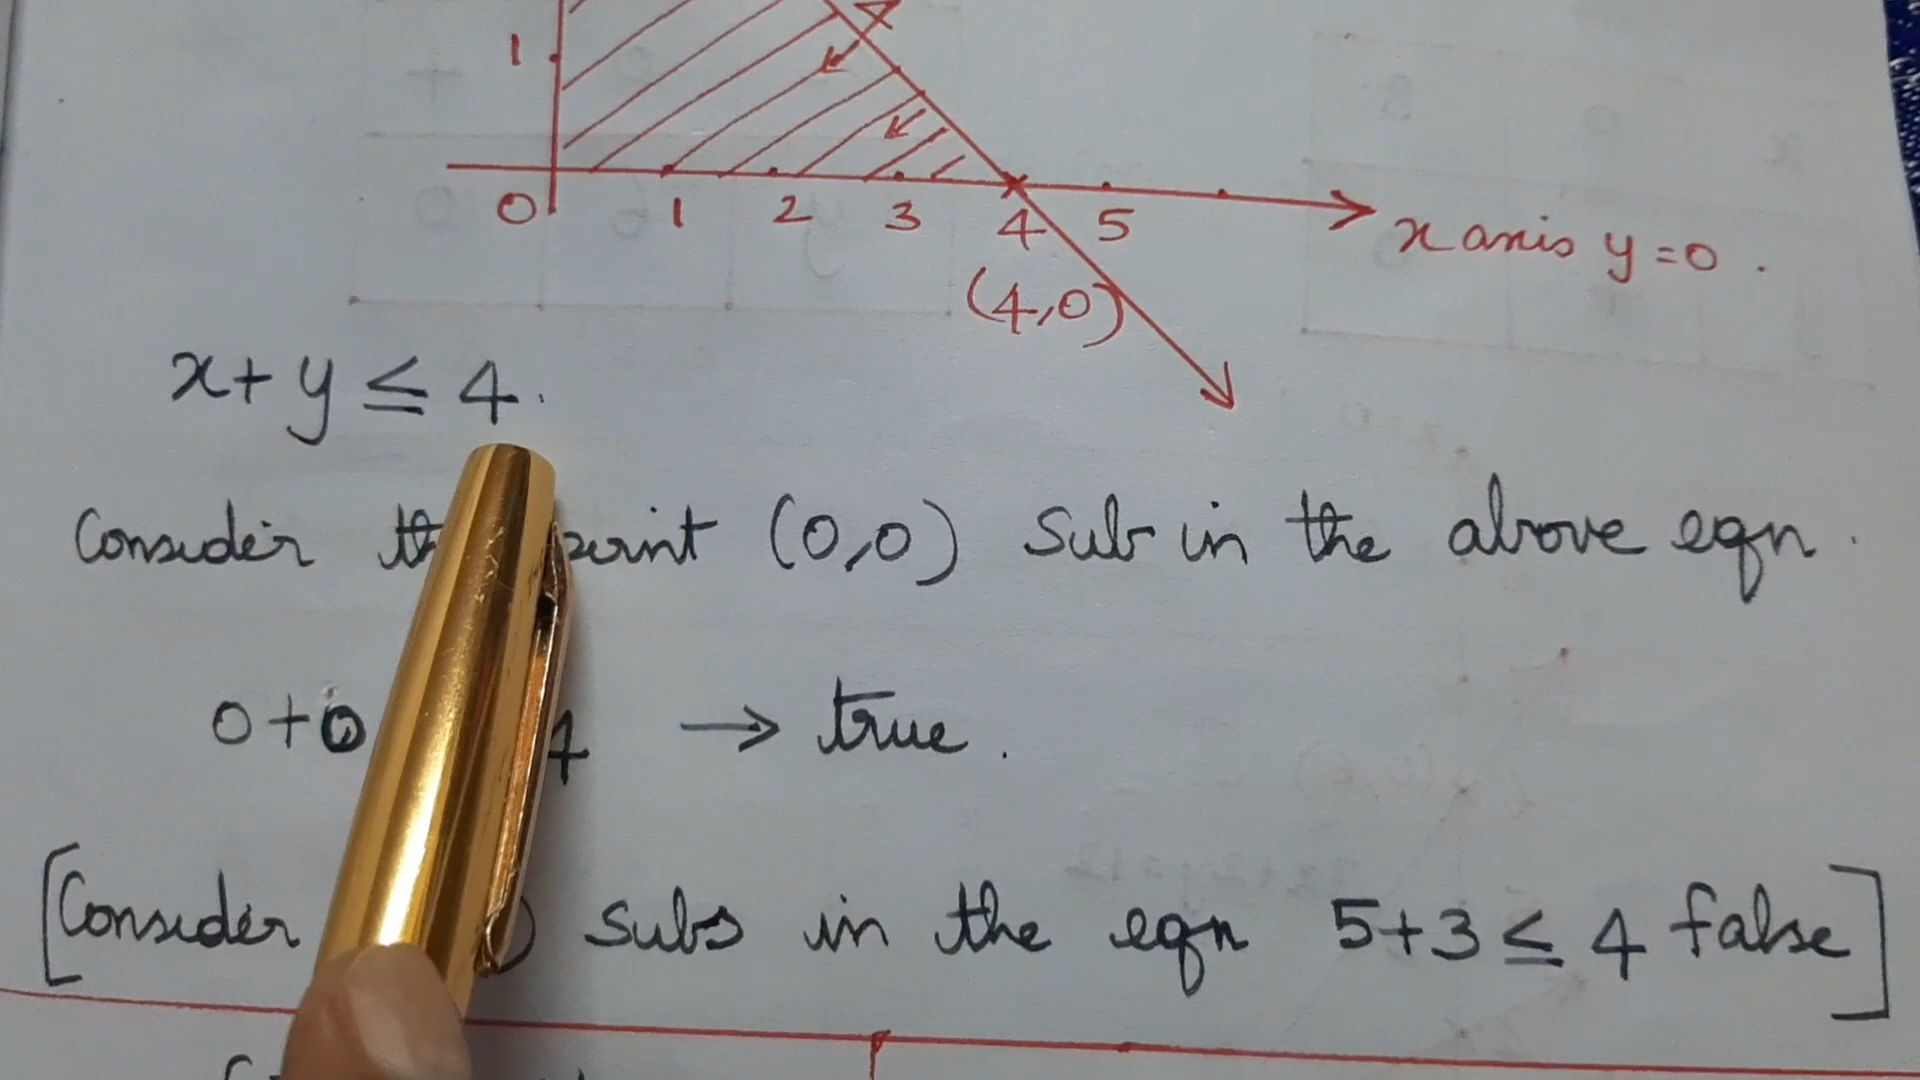 1
0 1 2 3 4 5 x axis y=0.
(4,0)
x+y ≤ 4.
Consider point (0,0) Sub in the above eqn.
0+0 4 → true.
[Consider ) subs in the eqn 5+3 ≤ 4 false]